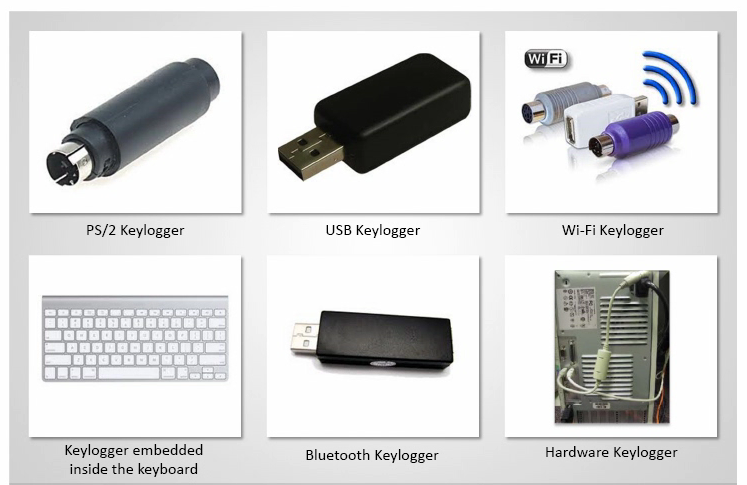 WiFi
PS/2 Keylogger
USB Keylogger
Wi-Fi Keylogger
Keylogger embedded
inside the keyboard
Bluetooth Keylogger
Hardware Keylogger